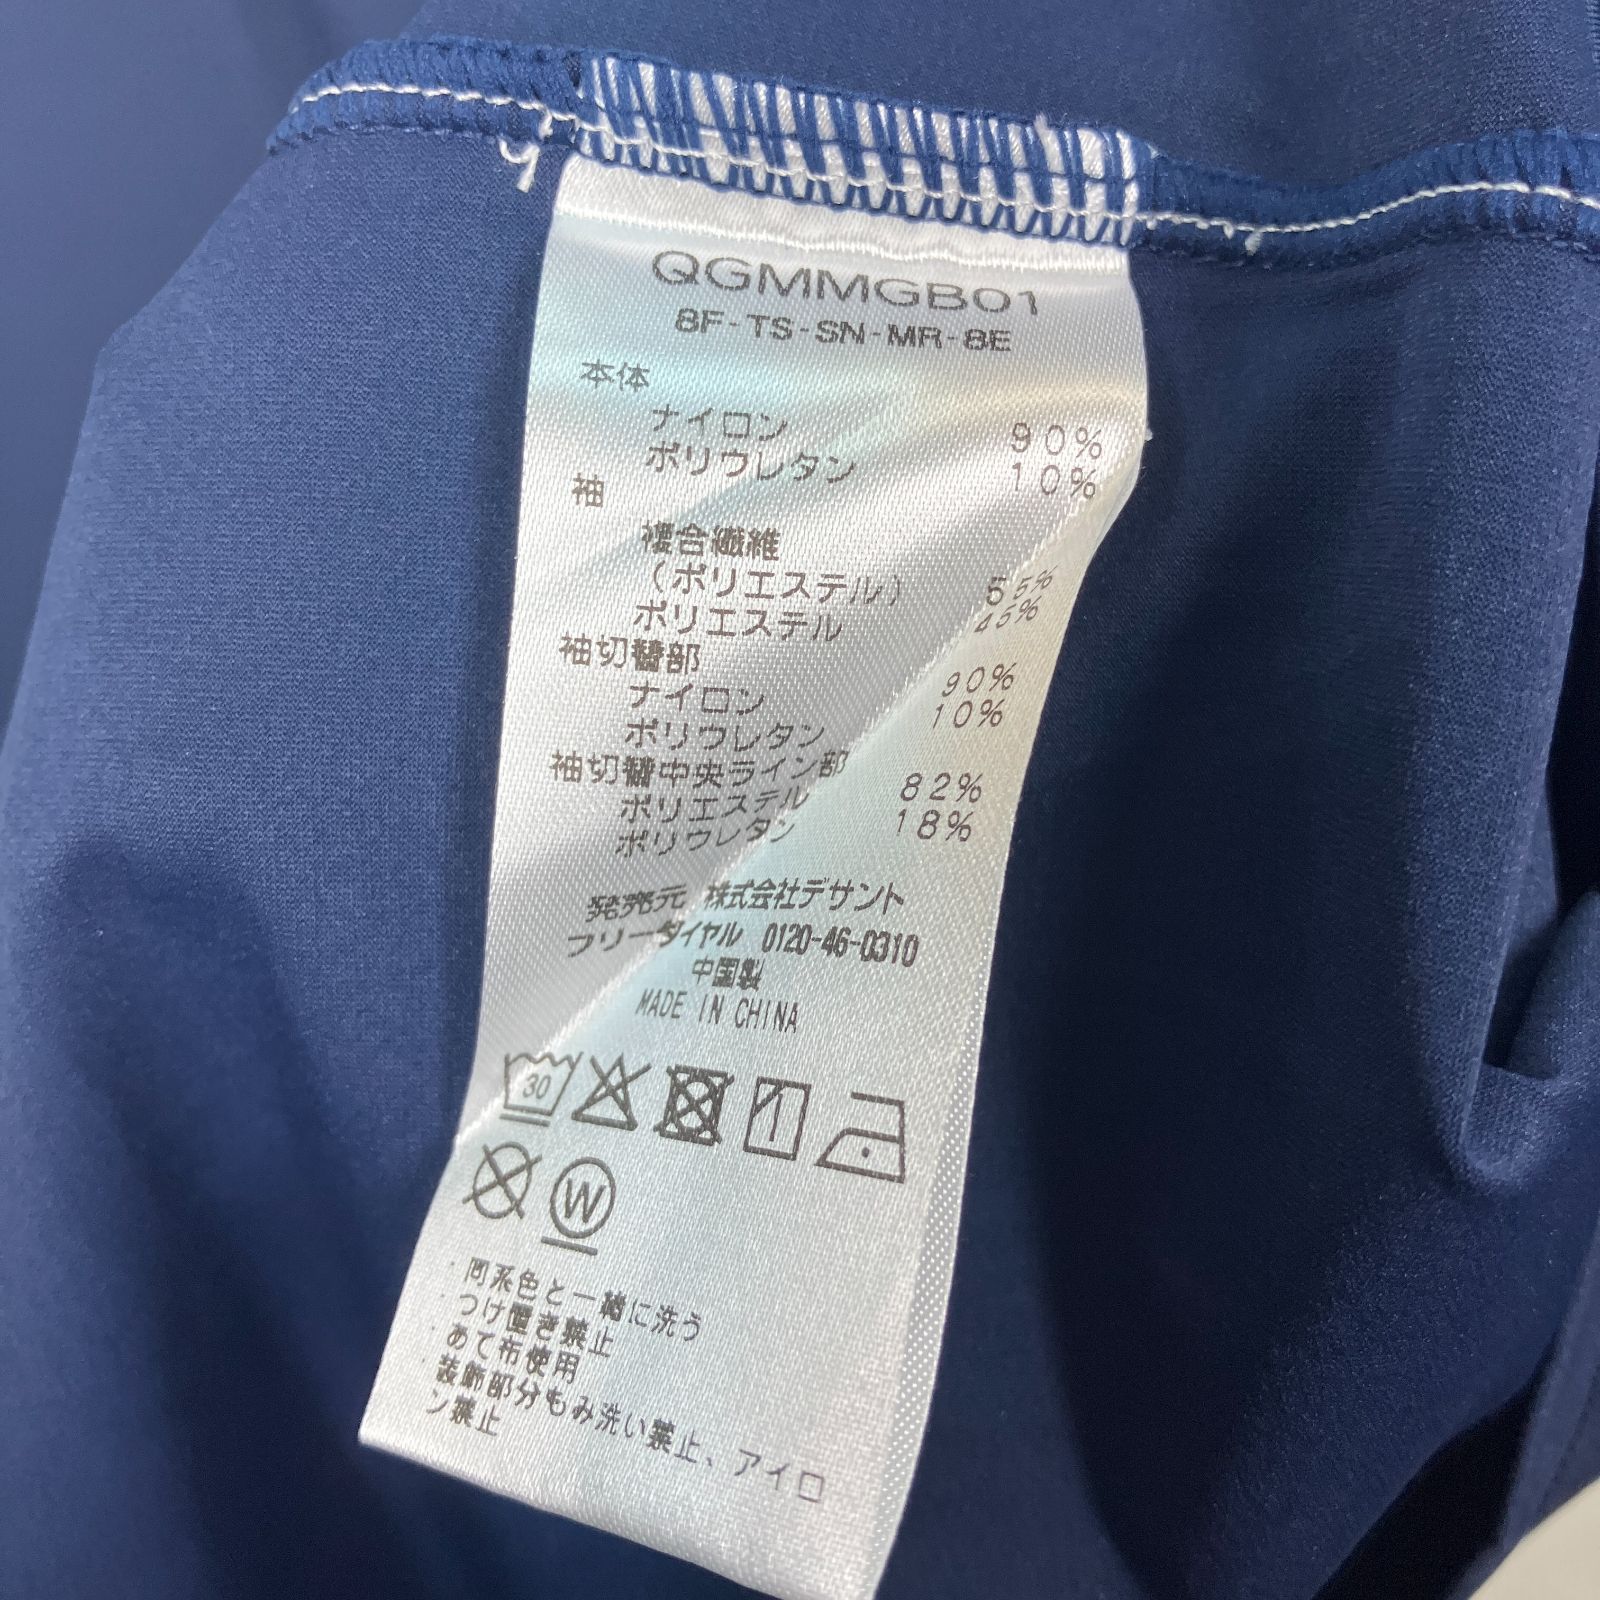 QGMMGB01
8F-TS-SN-MR-8E
本体
ナイロン 90%
ポリウレタン 10%
袖
複合繊維
(ポリエステル) 55%
ポリエステル 45%
袖切替部
ナイロン 90%
ポリウレタン 10%
袖切替中央ライン部
ポリエステル 82%
ポリウレタン 18%
発売元 株式会社デサント
フリーダイヤル 0120-46-0310
中国製
MADE IN CHINA
30
W
・同系色と一緒に洗う
・つけ置き禁止
・あて布使用
・装飾部分もみ洗い禁止、アイロ
ン禁止